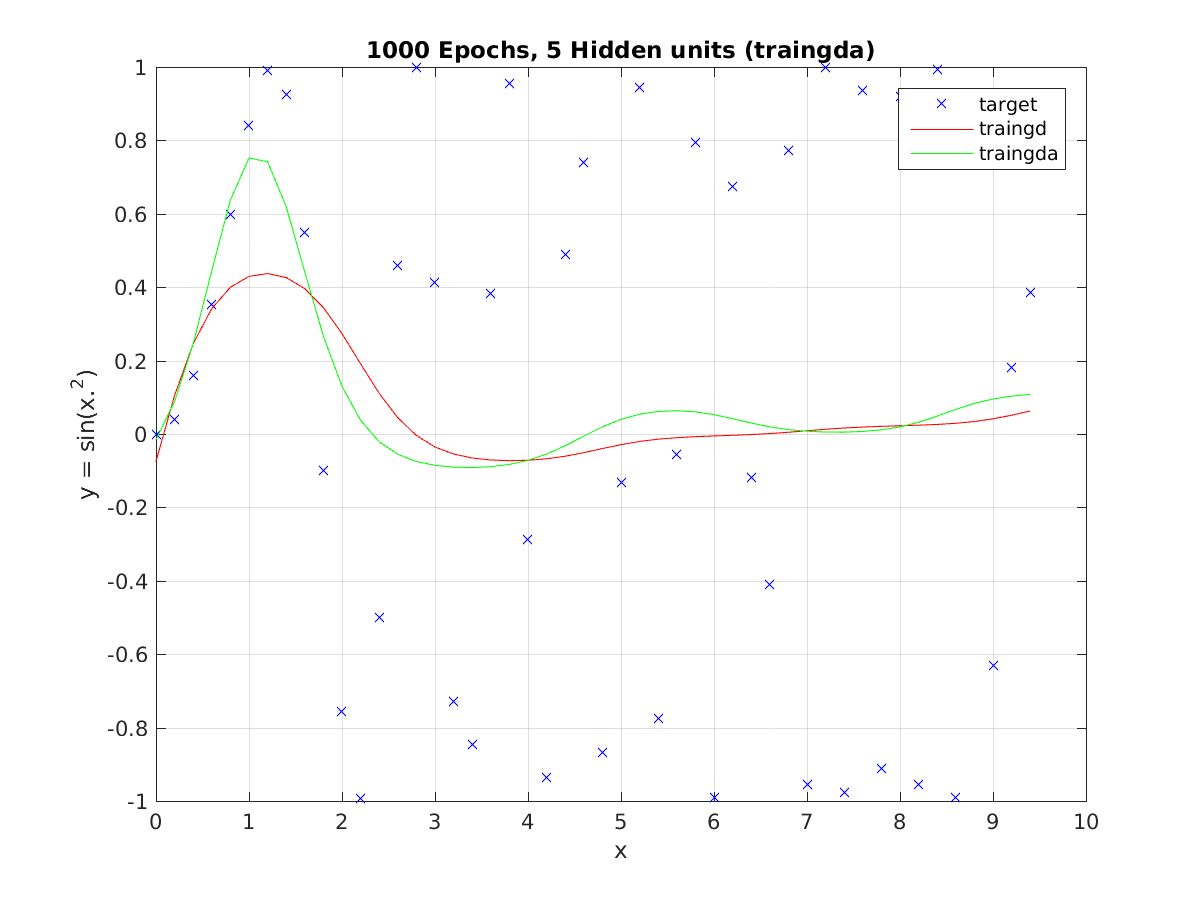 1000 Epochs, 5 Hidden units (traingda)
target
traingd
traingda
1
0.8
0.6
0.4
0.2
0
-0.2
-0.4
-0.6
-0.8
-1
y = sin(x.²)
0 1 2 3 4 5 6 7 8 9 10
x